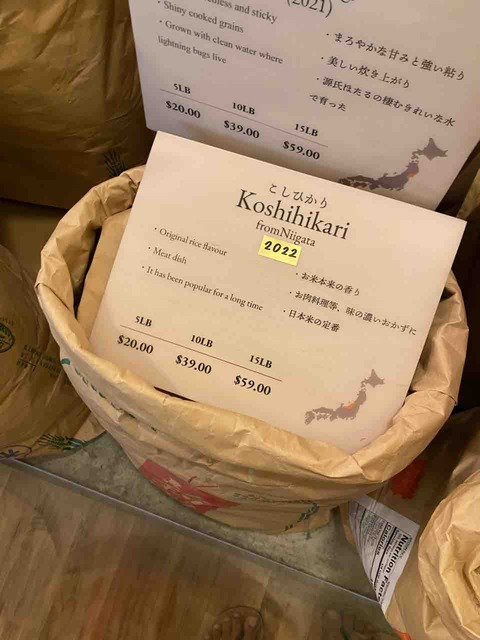 (2021)
and sticky
· Shiny cooked grains
· Grown with clean water where
lightning bugs live
· まろやかな甘みと強い粘り
· 美しい炊き上がり
· 源氏ほたるの棲むきれいな水
で育った
5LB 10LB 15LB
$20.00 $39.00 $59.00
こしひかり
Koshihikari
fromNiigata
2022
· Original rice flavour
· Meat dish
· It has been popular for a long time
· お米本来の香り
· お肉料理等、味の濃いおかずに
· 日本米の定番
5LB 10LB 15LB
$20.00 $39.00 $59.00
Nutrition Facts
Calories